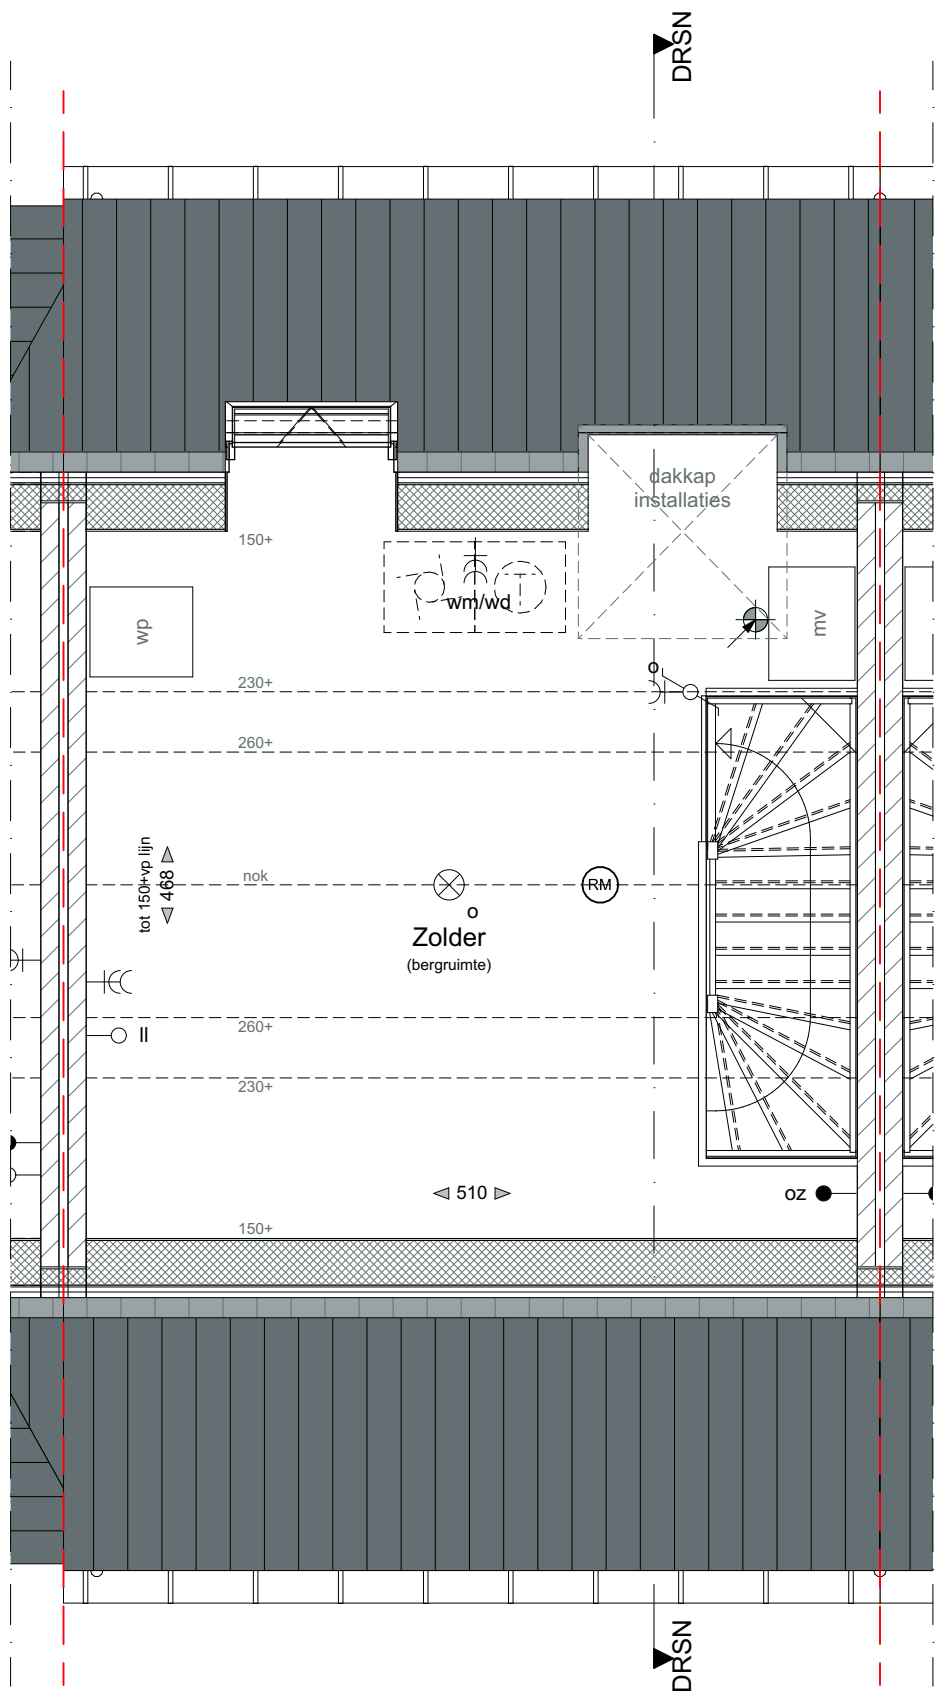 DRSN
dakkap
installaties
150+
wm/wd
wp
mv
230+
o
260+
tot 150+vp lijn
468
nok
RM
o
Zolder
(bergruimte)
260+
ll
230+
510
oz
150+
DRSN